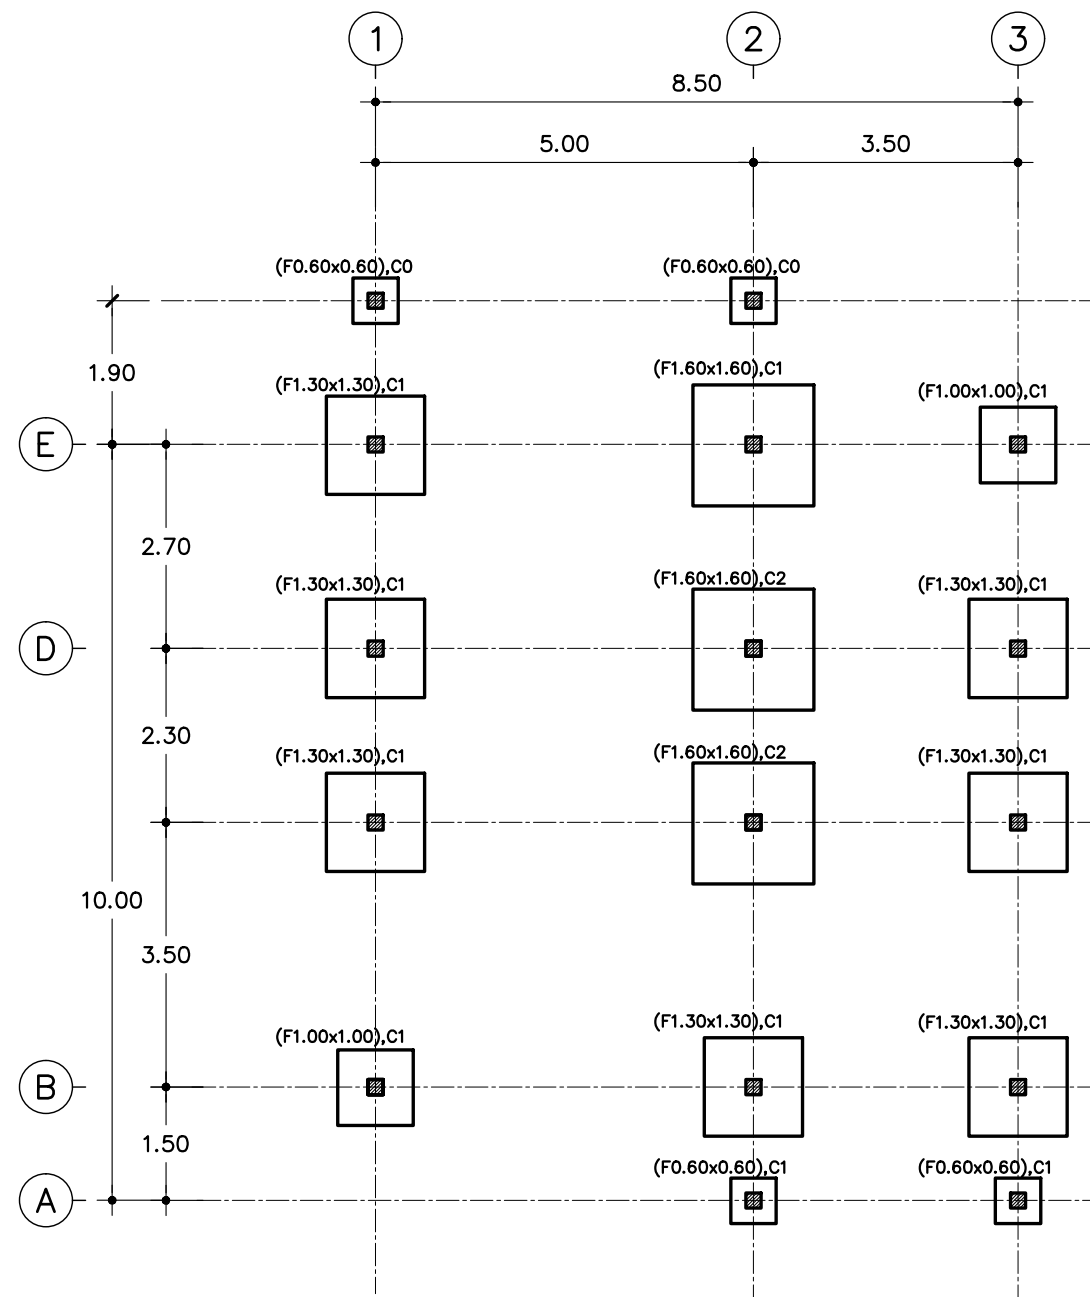 1 2 3
8.50
5.00 3.50
(F0.60x0.60),C0 (F0.60x0.60),C0
1.90
(F1.30x1.30),C1 (F1.60x1.60),C1 (F1.00x1.00),C1
E
2.70
(F1.30x1.30),C1 (F1.60x1.60),C2 (F1.30x1.30),C1
D
2.30
(F1.30x1.30),C1 (F1.60x1.60),C2 (F1.30x1.30),C1
10.00
3.50
(F1.00x1.00),C1 (F1.30x1.30),C1 (F1.30x1.30),C1
B
1.50
(F0.60x0.60),C1 (F0.60x0.60),C1
A